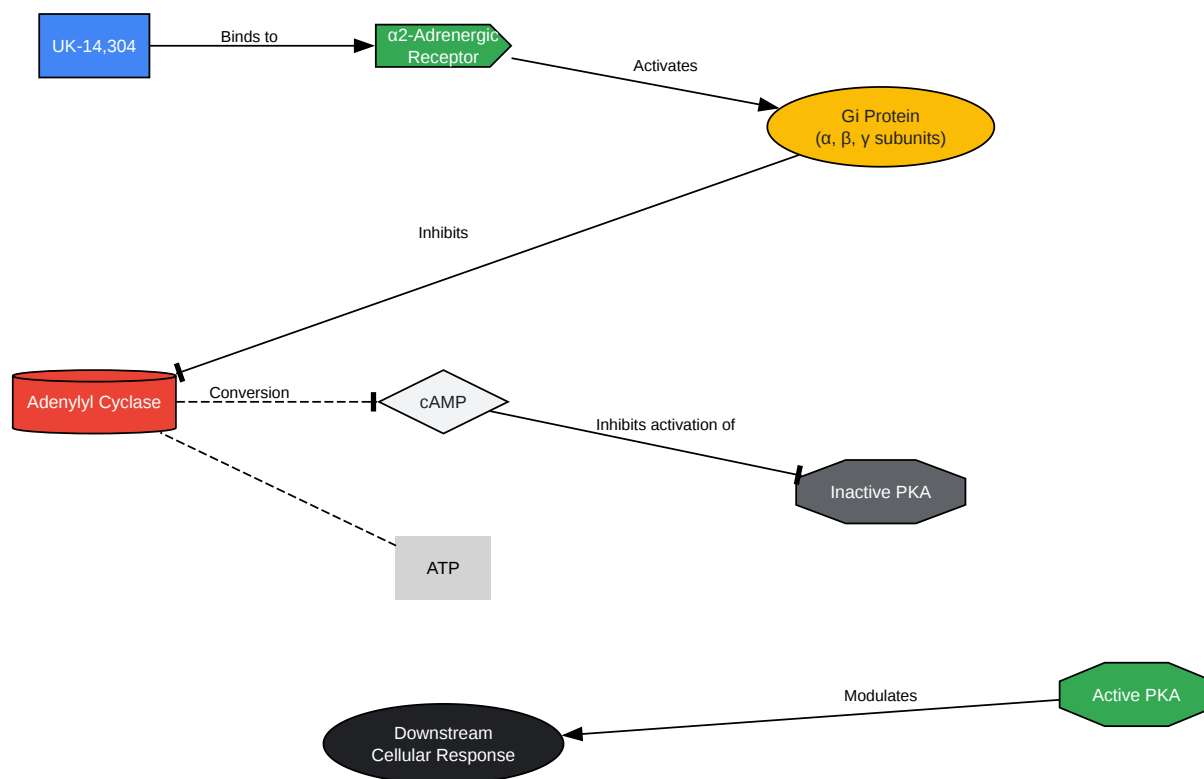 UK-14,304
Binds to
α2-Adrenergic
Receptor
Activates
Gi Protein
(α, β, γ subunits)
Inhibits
Adenylyl Cyclase
Conversion
cAMP
Inhibits activation of
Inactive PKA
ATP
Active PKA
Modulates
Downstream
Cellular Response